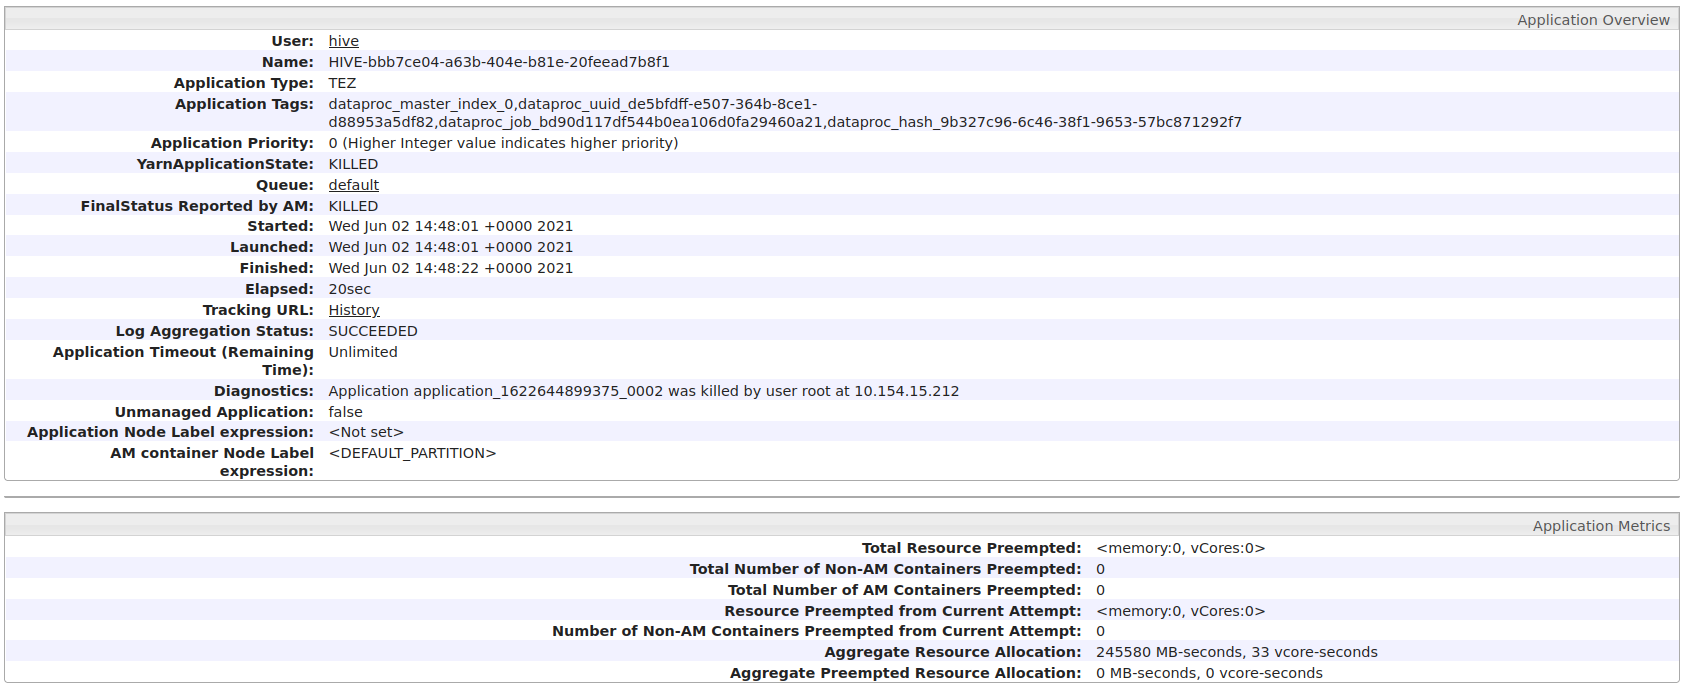 Application Overview
User: hive
Name: HIVE-bbb7ce04-a63b-404e-b81e-20feead7b8f1
Application Type: TEZ
Application Tags: dataproc_master_index_0,dataproc_uuid_de5bfdff-e507-364b-8ce1-
d88953a5df82,dataproc_job_bd90d117df544b0ea106d0fa29460a21,dataproc_hash_9b327c96-6c46-38f1-9653-57bc871292f7
Application Priority: 0 (Higher Integer value indicates higher priority)
YarnApplicationState: KILLED
Queue: default
FinalStatus Reported by AM: KILLED
Started: Wed Jun 02 14:48:01 +0000 2021
Launched: Wed Jun 02 14:48:01 +0000 2021
Finished: Wed Jun 02 14:48:22 +0000 2021
Elapsed: 20sec
Tracking URL: History
Log Aggregation Status: SUCCEEDED
Application Timeout (Remaining Unlimited
Time):
Diagnostics: Application application_1622644899375_0002 was killed by user root at 10.154.15.212
Unmanaged Application: false
Application Node Label expression: <Not set>
AM container Node Label <DEFAULT_PARTITION>
expression:
Application Metrics
Total Resource Preempted: <memory:0, vCores:0>
Total Number of Non-AM Containers Preempted: 0
Total Number of AM Containers Preempted: 0
Resource Preempted from Current Attempt: <memory:0, vCores:0>
Number of Non-AM Containers Preempted from Current Attempt: 0
Aggregate Resource Allocation: 245580 MB-seconds, 33 vcore-seconds
Aggregate Preempted Resource Allocation: 0 MB-seconds, 0 vcore-seconds